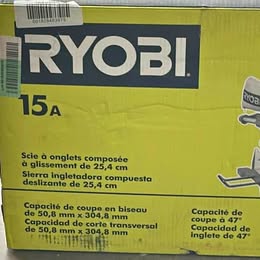 RYOBI
15 A
Scie à onglets composée
à glissement de 25,4 cm
Sierra ingletadora compuesta
deslizante de 25,4 cm
Capacité de coupe en biseau
de 50,8 mm x 304,8 mm
Capacidad de corte transversal
de 50,8 mm x 304,8 mm
Capacité de
coupe à 47°
Capacidad de
inglete de 47°